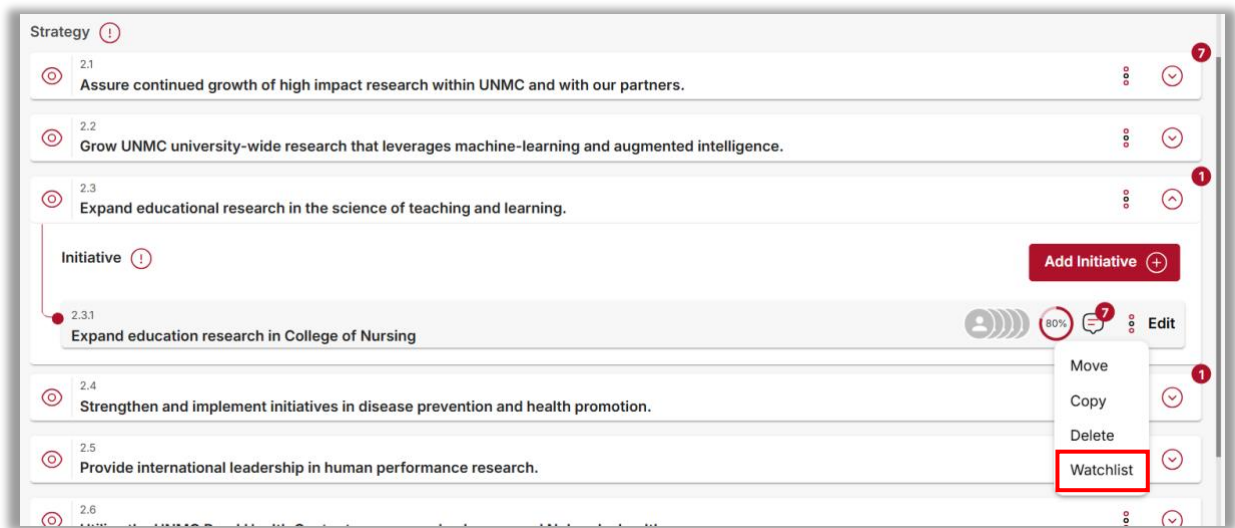 Strategy
7
2.1
Assure continued growth of high impact research within UNMC and with our partners.
2.2
Grow UNMC university-wide research that leverages machine-learning and augmented intelligence.
1
2.3
Expand educational research in the science of teaching and learning.
Initiative
Add Initiative
2.3.1
Expand education research in College of Nursing
80%
7
Edit
Move
Copy
Delete
Watchlist
1
2.4
Strengthen and implement initiatives in disease prevention and health promotion.
2.5
Provide international leadership in human performance research.
2.6